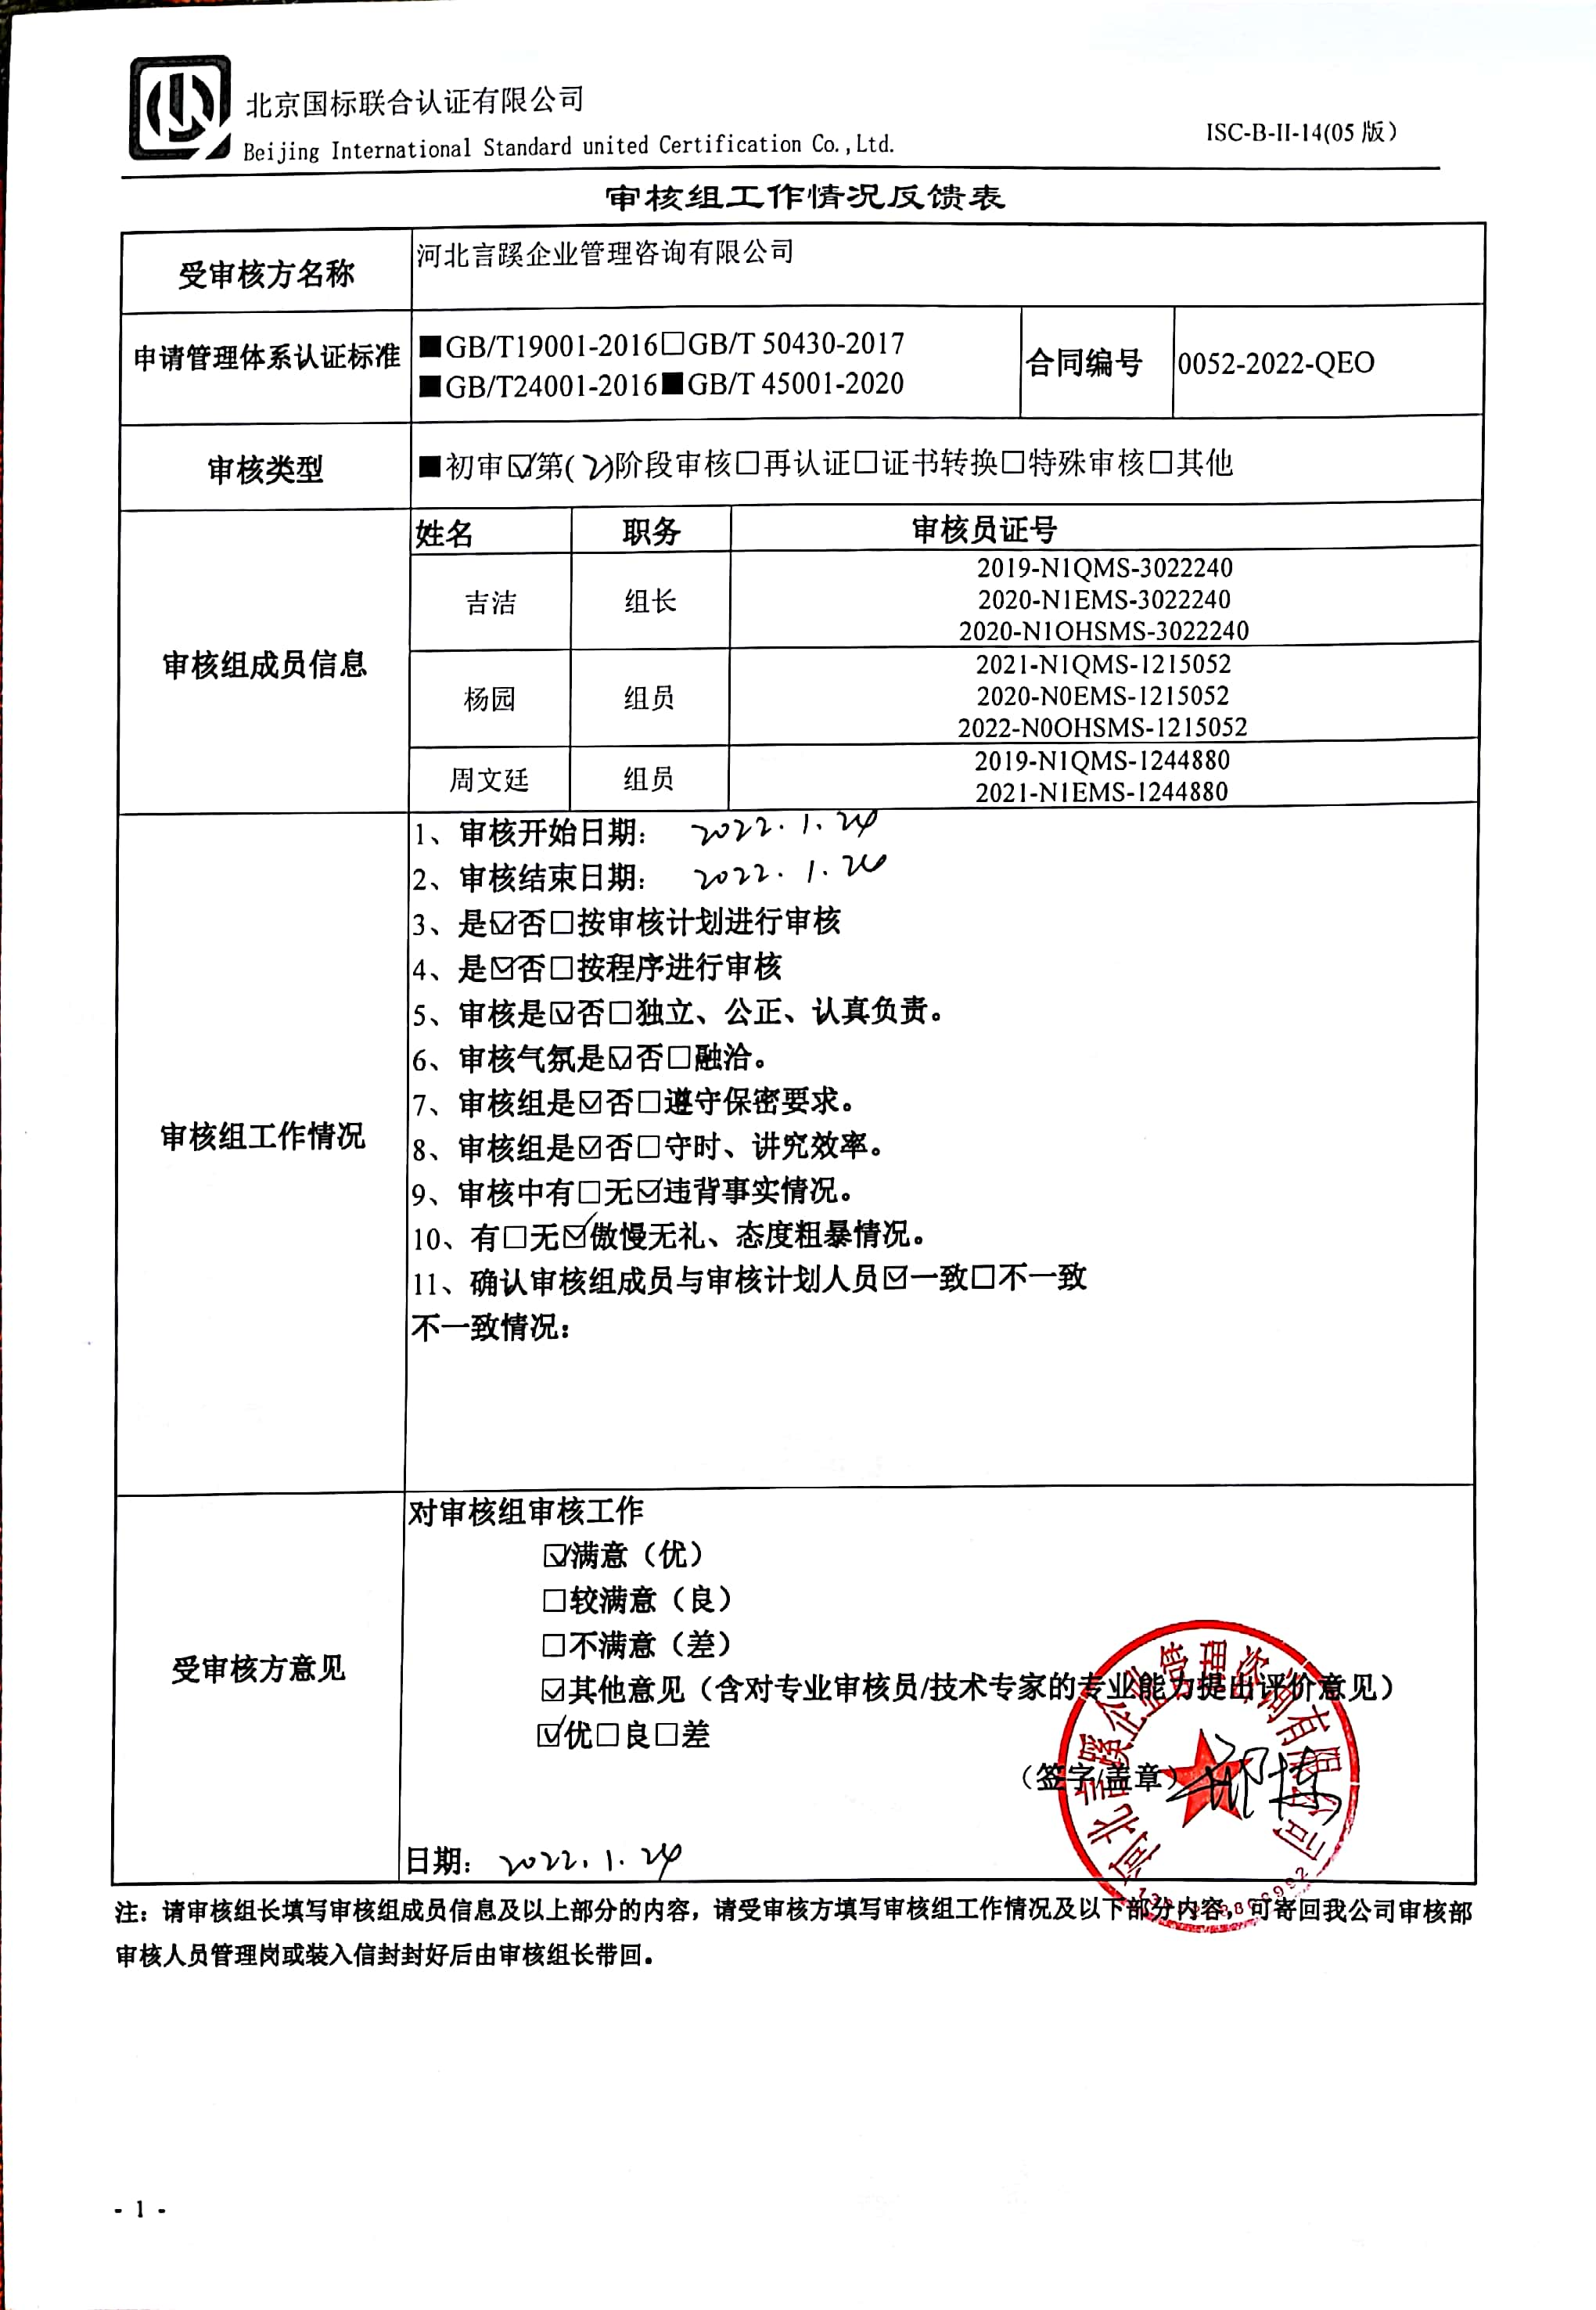 北京国标联合认证有限公司
Beijing International Standard united Certification Co.,Ltd.
ISC-B-II-14(05 版)
审核组工作情况反馈表
受审核方名称
河北言蹊企业管理咨询有限公司
申请管理体系认证标准
■GB/T19001-2016□GB/T 50430-2017
■GB/T24001-2016■GB/T 45001-2020
合同编号
0052-2022-QEO
审核类型
■初审☑第(2)阶段审核□再认证□证书转换□特殊审核□其他
审核组成员信息
姓名 职务 审核员证号
吉洁 组长
2019-N1QMS-3022240
2020-N1EMS-3022240
2020-N1OHSMS-3022240
杨园 组员
2021-N1QMS-1215052
2020-N0EMS-1215052
2022-N0OHSMS-1215052
周文廷 组员
2019-N1QMS-1244880
2021-N1EMS-1244880
审核组工作情况
1、审核开始日期： 2022.1.24
2、审核结束日期： 2022.1.24
3、是☑否□按审核计划进行审核
4、是☑否□按程序进行审核
5、审核是☑否□独立、公正、认真负责。
6、审核气氛是☑否□融洽。
7、审核组是☑否□遵守保密要求。
8、审核组是☑否□守时、讲究效率。
9、审核中有□无☑违背事实情况。
10、有□无☑傲慢无礼、态度粗暴情况。
11、确认审核组成员与审核计划人员☑一致□不一致
不一致情况：
受审核方意见
对审核组审核工作
☑满意（优）
□较满意（良）
□不满意（差）
☑其他意见（含对专业审核员/技术专家的专业能力提出评价意见）
☑优□良□差
（签字/盖章）
河北言蹊企业管理咨询有限公司
日期： 2022.1.24
注：请审核组长填写审核组成员信息及以上部分的内容，请受审核方填写审核组工作情况及以下部分内容，可寄回我公司审核部
审核人员管理岗或装入信封封好后由审核组长带回。
- 1 -